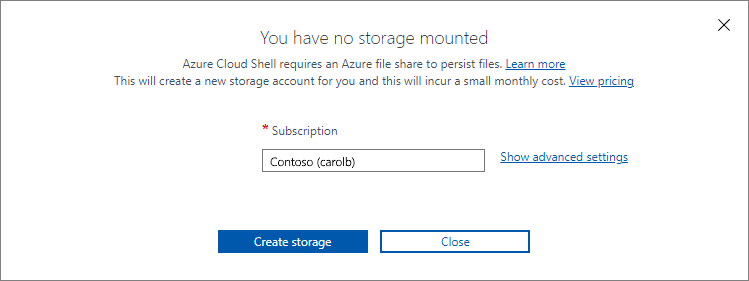 You have no storage mounted
Azure Cloud Shell requires an Azure file share to persist files. Learn more
This will create a new storage account for you and this will incur a small monthly cost. View pricing
* Subscription
Contoso (carolb)
Show advanced settings
Create storage
Close